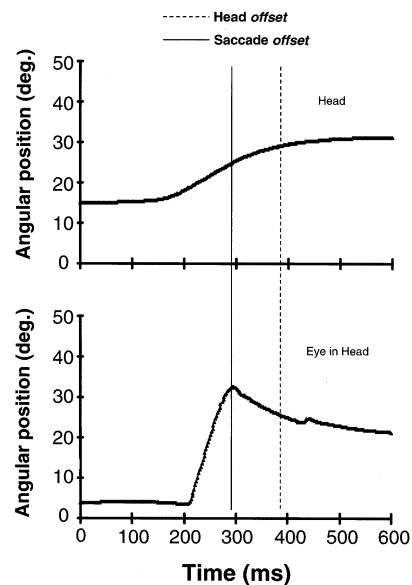 Head offset
Saccade offset
Angular position (deg.)
50
40
30
20
10
0
Head
Angular position (deg.)
50
40
30
20
10
0
Eye in Head
0 100 200 300 400 500 600
Time (ms)